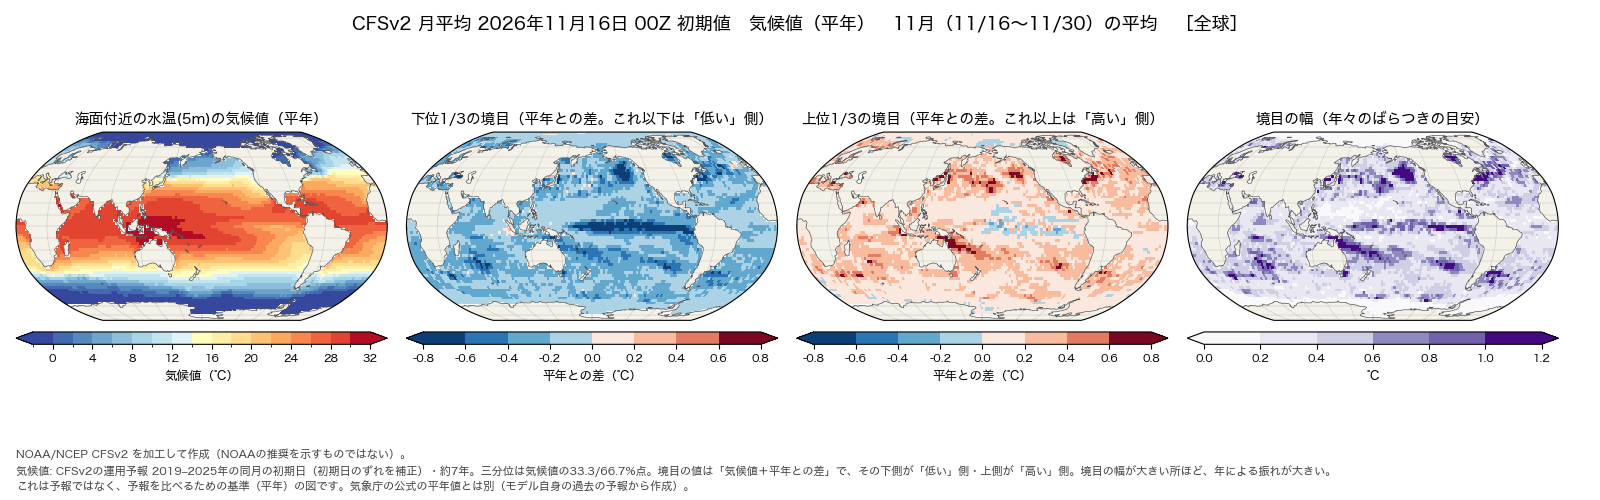 CFSv2 月平均 2026年11月16日 00Z 初期値　気候値（平年）　11月（11/16～11/30）の平均　［全球］
海面付近の水温(5m)の気候値（平年）
下位1/3の境目（平年との差。これ以下は「低い」側）
上位1/3の境目（平年との差。これ以上は「高い」側）
境目の幅（年々のばらつきの目安）
0 4 8 12 16 20 24 28 32
気候値（℃）
-0.8 -0.6 -0.4 -0.2 0.0 0.2 0.4 0.6 0.8
平年との差（℃）
-0.8 -0.6 -0.4 -0.2 0.0 0.2 0.4 0.6 0.8
平年との差（℃）
0.0 0.2 0.4 0.6 0.8 1.0 1.2
℃
NOAA/NCEP CFSv2 を加工して作成（NOAAの推奨を示すものではない）。
気候値: CFSv2の運用予報 2019–2025年の同月の初期日（初期日のずれを補正）・約7年。三分位は気候値の33.3/66.7%点。境目の値は「気候値＋平年との差」で、その下側が「低い」側・上側が「高い」側。境目の幅が大きい所ほど、年による振れが大きい。
これは予報ではなく、予報を比べるための基準（平年）の図です。気象庁の公式の平年値とは別（モデル自身の過去の予報から作成）。